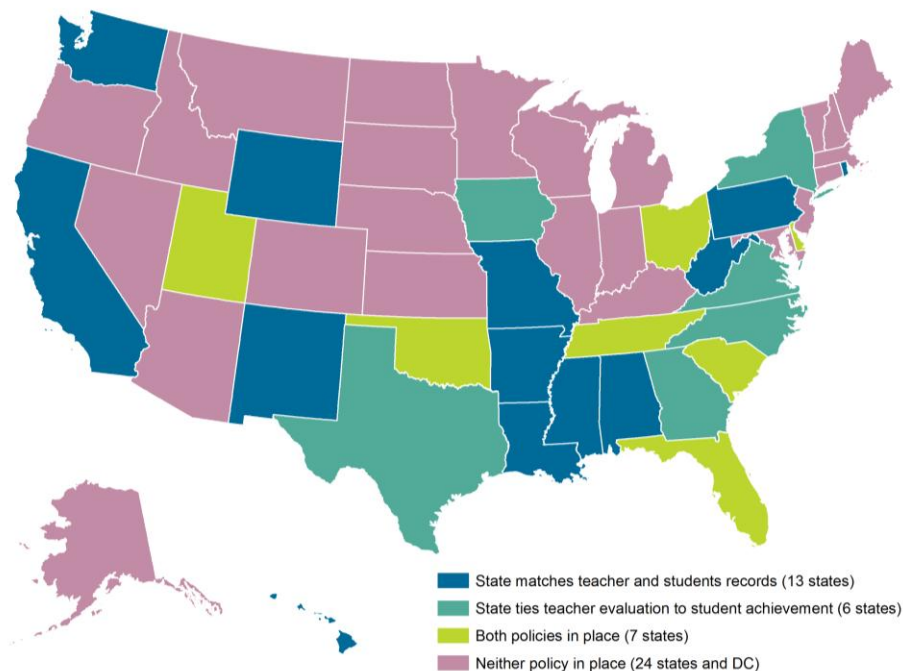 State matches teacher and students records (13 states)
State ties teacher evaluation to student achievement (6 states)
Both policies in place (7 states)
Neither policy in place (24 states and DC)